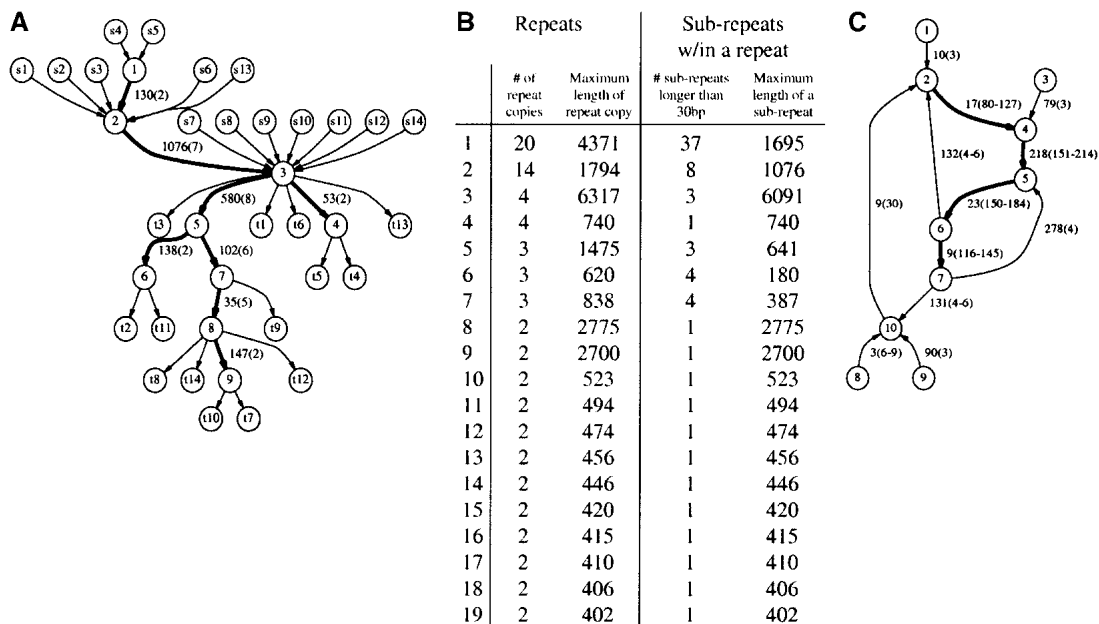 A
s4 s5
s1 s2 s3 1 s6 s13
130(2)
2 s7 s8 s9 s10 s11 s12 s14
1076(7)
3
580(8) 53(2)
t3 5 t1 t6 4 t13
138(2) 102(6)
6 7 t5 t4
35(5)
t2 t11 8 t9
147(2)
t8 t14 9 t12
t10 t7
B
Repeats Sub-repeats
w/in a repeat
# of Maximum # sub-repeats Maximum
repeat length of longer than length of a
copies repeat copy 30bp sub-repeat
1 20 4371 37 1695
2 14 1794 8 1076
3 4 6317 3 6091
4 4 740 1 740
5 3 1475 3 641
6 3 620 4 180
7 3 838 4 387
8 2 2775 1 2775
9 2 2700 1 2700
10 2 523 1 523
11 2 494 1 494
12 2 474 1 474
13 2 456 1 456
14 2 446 1 446
15 2 420 1 420
16 2 415 1 415
17 2 410 1 410
18 2 406 1 406
19 2 402 1 402
C
1
10(3)
2 3
17(80-127) 79(3)
4
132(4-6) 218(151-214)
5
9(30) 23(150-184)
6 278(4)
9(116-145)
7
131(4-6)
10
3(6-9) 90(3)
8 9